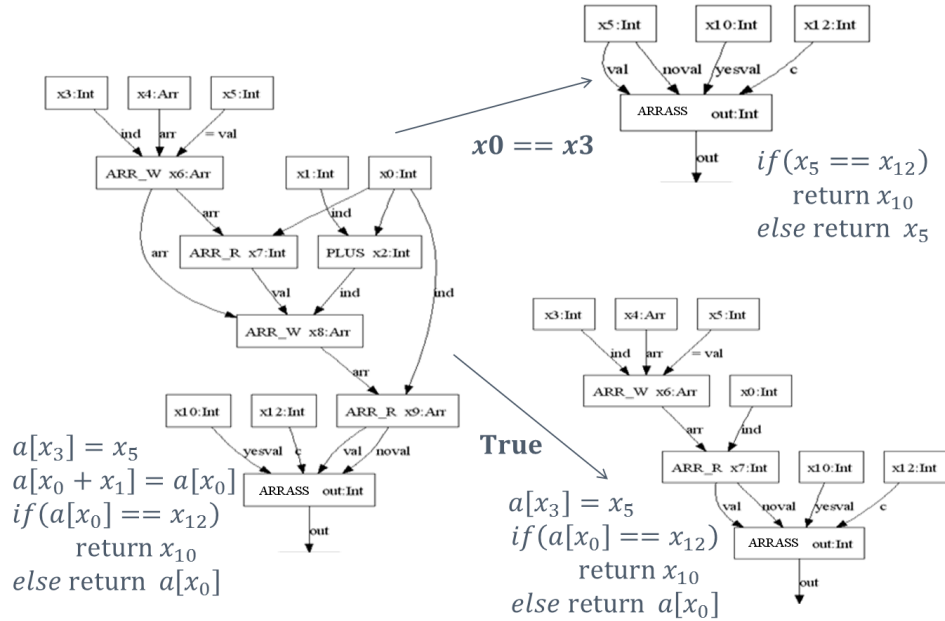 x3:Int x4:Arr x5:Int
ind arr = val
ARR_W x6:Arr
x1:Int x0:Int
arr ind
arr
ARR_R x7:Int PLUS x2:Int
val ind ind
ARR_W x8:Arr
arr
x10:Int x12:Int ARR_R x9:Arr
yesval c val noval
ARRASS out:Int
out
a[x₃] = x₅
a[x₀ + x₁] = a[x₀]
if(a[x₀] == x₁₂)
return x₁₀
else return a[x₀]
x0 == x3
x5:Int x10:Int x12:Int
val noval yesval c
ARRASS out:Int
out
if(x₅ == x₁₂)
return x₁₀
else return x₅
True
x3:Int x4:Arr x5:Int
ind arr = val
ARR_W x6:Arr x0:Int
arr ind
ARR_R x7:Int x10:Int x12:Int
val noval yesval c
ARRASS out:Int
out
a[x₃] = x₅
if(a[x₀] == x₁₂)
return x₁₀
else return a[x₀]